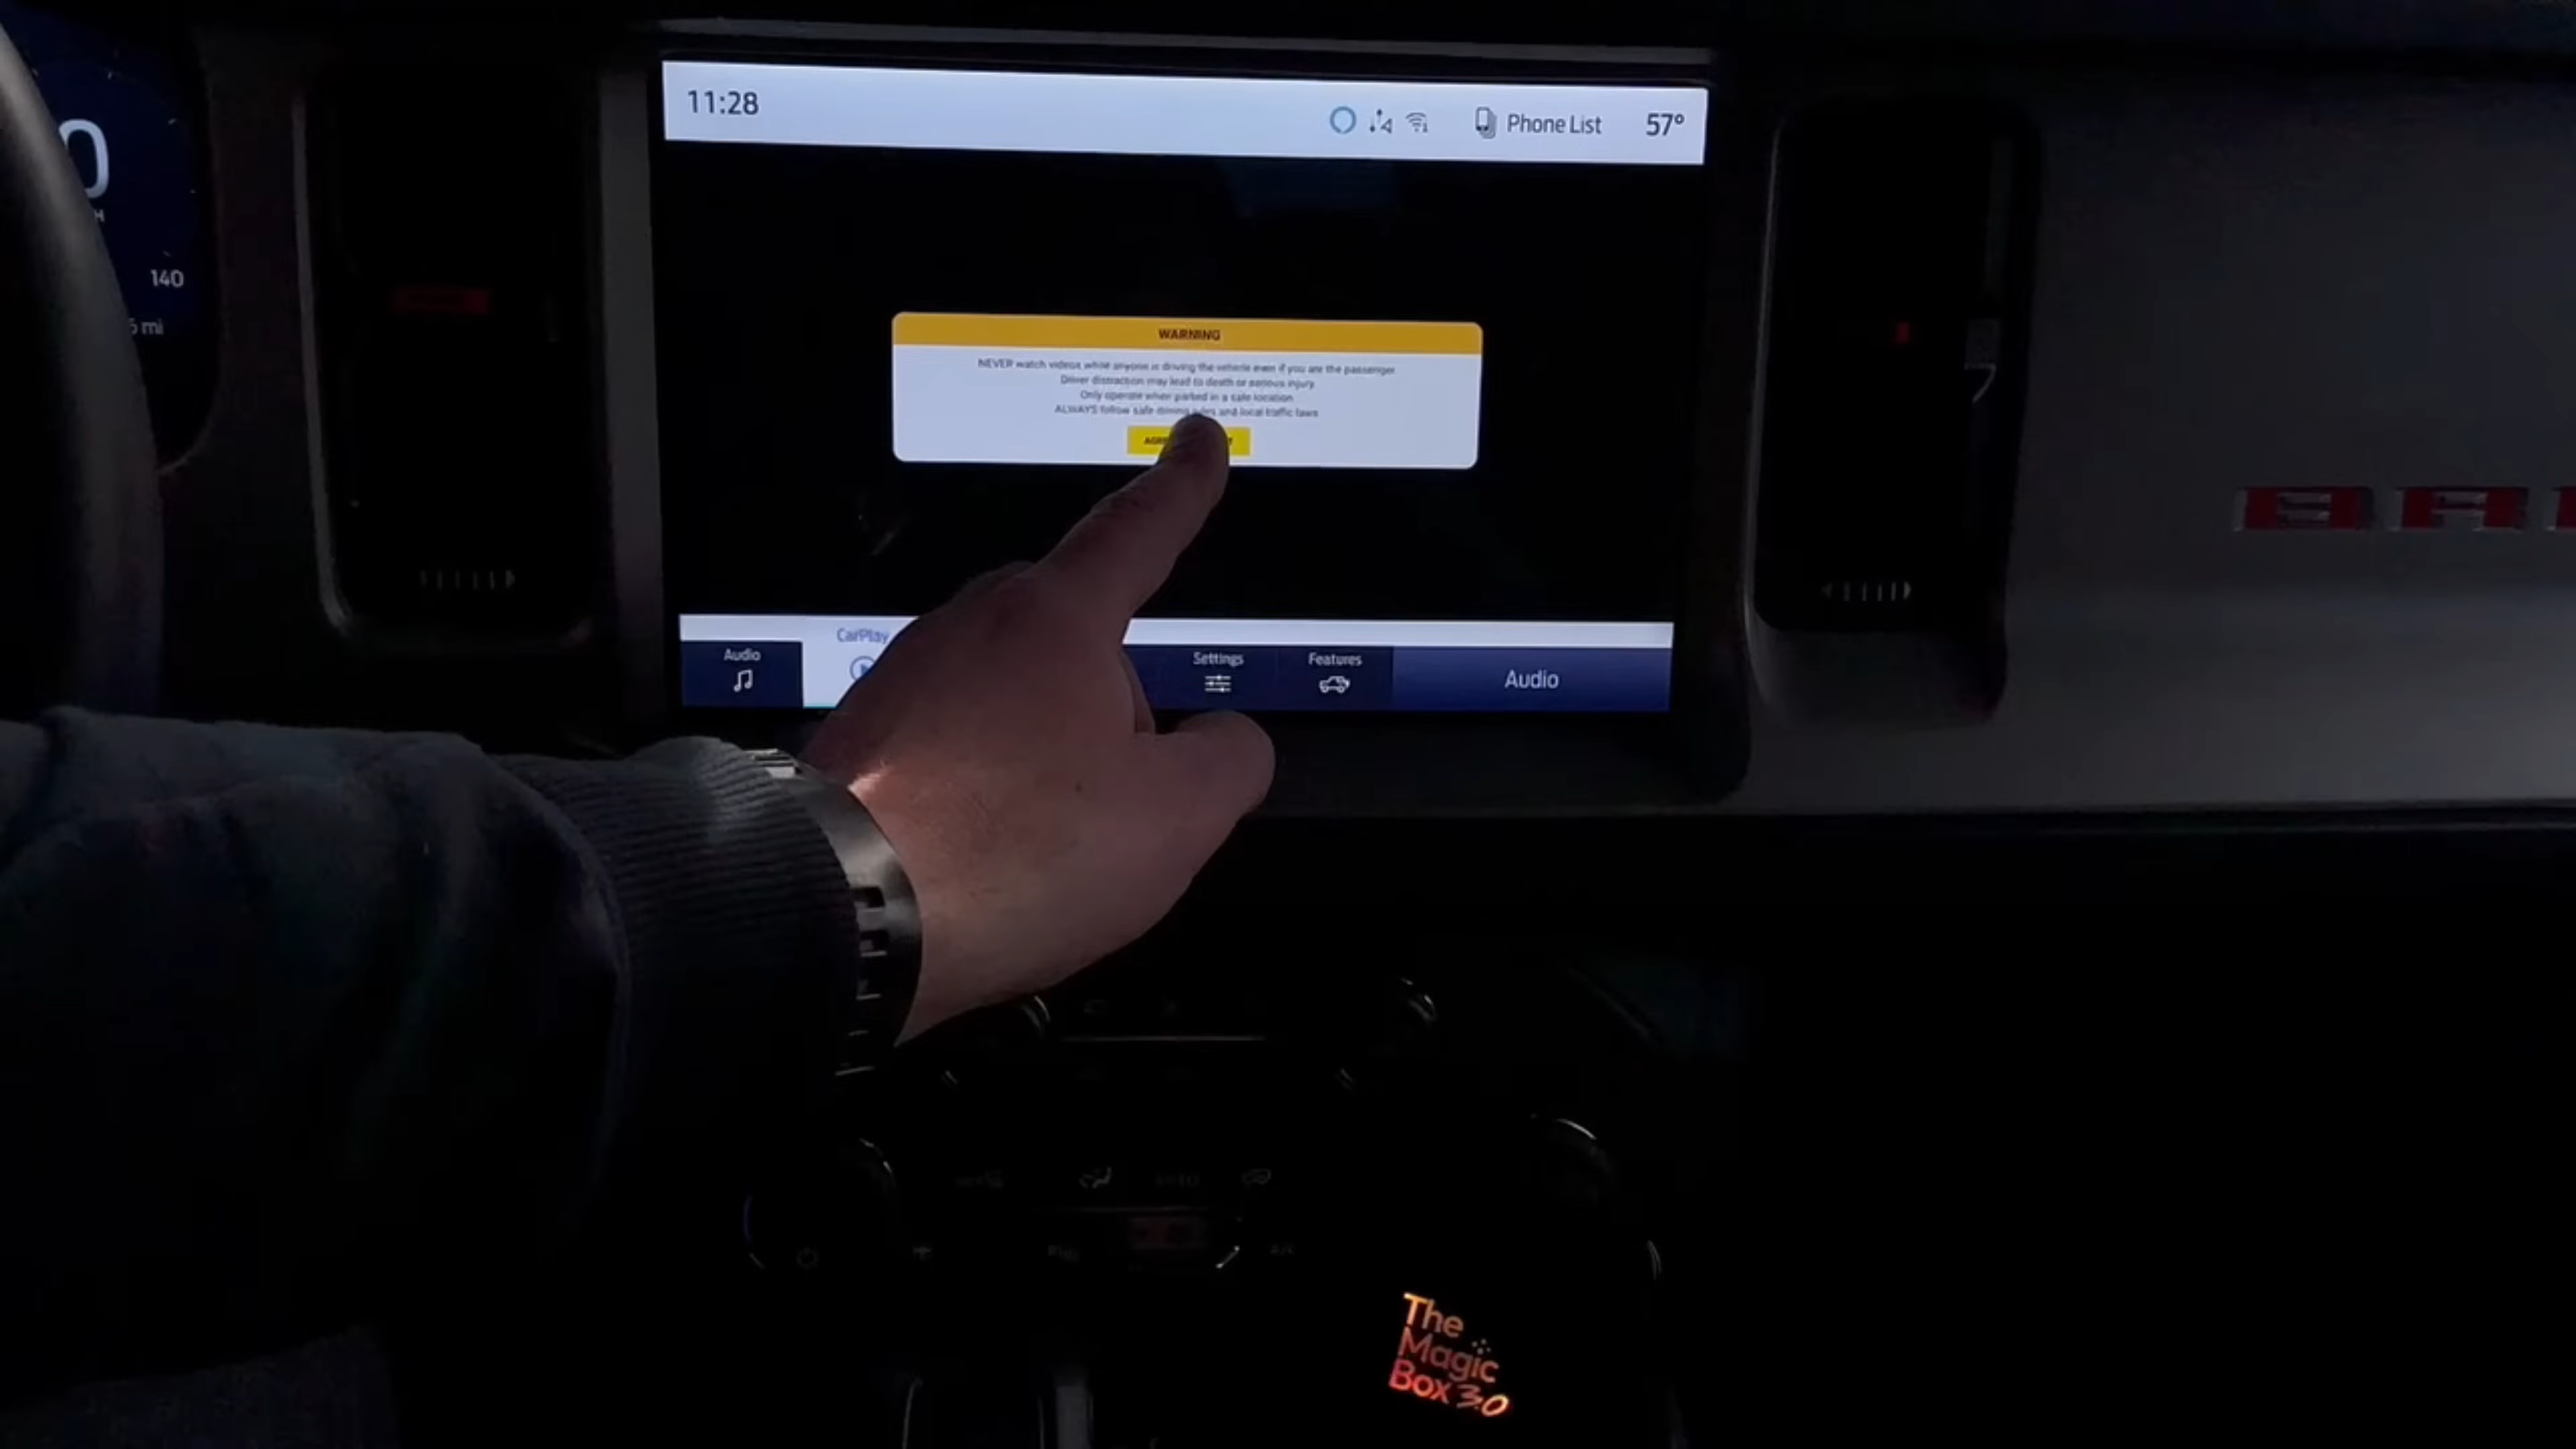 11:28
Phone List
57°
0
140
mi
WARNING
NEVER watch videos while anyone is driving the vehicle even if you are the passenger
Driver distraction may lead to death or serious injury
Only operate when parked in a safe location
ALWAYS follow safe driving rules and local traffic laws
CarPlay
Audio
Settings
Features
Audio
The
Magic
Box 3.0